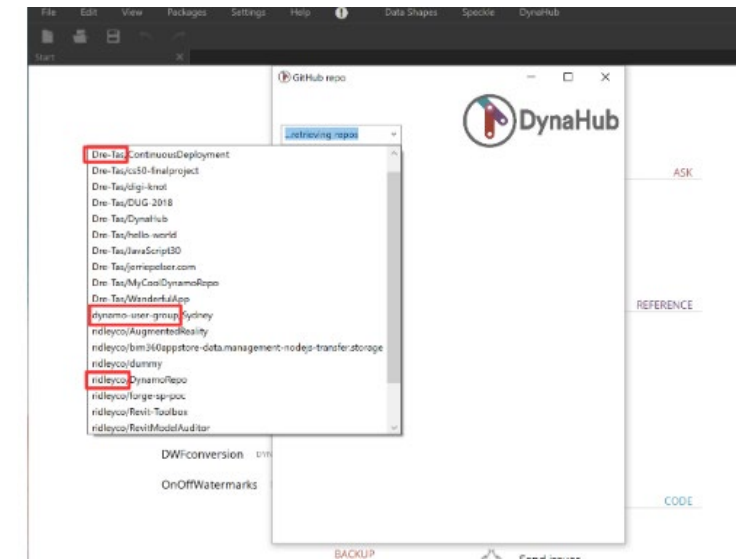 File Edit View Packages Settings Help ! Data Shapes Speckle DynaHub
Start
GitHub repo
DynaHub
...retrieving repos
Dre-Tas/ContinuousDeployment
Dre-Tas/cs50-finalproject
Dre-Tas/digi-knot
Dre-Tas/DUG-2018
Dre-Tas/DynaHub
Dre-Tas/hello-world
Dre-Tas/JavaScript30
Dre-Tas/jerriepelser.com
Dre-Tas/MyCoolDynamoRepo
Dre-Tas/WanderfulApp
dynamo-user-group/Sydney
ridleyco/AugmentedReality
ridleyco/bim360appstore-data.management-nodejs-transfer.storage
ridleyco/dummy
ridleyco/DynamoRepo
ridleyco/forge-sp-poc
ridleyco/Revit-Toolbox
ridleyco/RevitModelAuditor
ASK
REFERENCE
DWFconversion DYN
OnOffWatermarks
CODE
BACKUP
Send issues